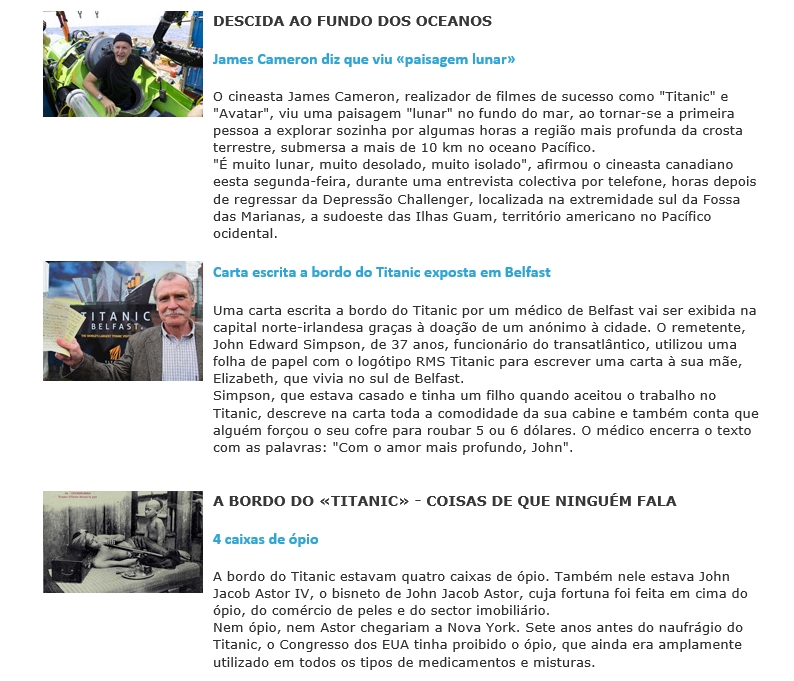 DESCIDA AO FUNDO DOS OCEANOS
James Cameron diz que viu «paisagem lunar»
O cineasta James Cameron, realizador de filmes de sucesso como "Titanic" e
"Avatar", viu uma paisagem "lunar" no fundo do mar, ao tornar-se a primeira
pessoa a explorar sozinha por algumas horas a região mais profunda da crosta
terrestre, submersa a mais de 10 km no oceano Pacífico.
"É muito lunar, muito desolado, muito isolado", afirmou o cineasta canadiano
eesta segunda-feira, durante uma entrevista colectiva por telefone, horas depois
de regressar da Depressão Challenger, localizada na extremidade sul da Fossa
das Marianas, a sudoeste das Ilhas Guam, território americano no Pacífico
ocidental.
TITANIC
BELFAST
Carta escrita a bordo do Titanic exposta em Belfast
Uma carta escrita a bordo do Titanic por um médico de Belfast vai ser exibida na
capital norte-irlandesa graças à doação de um anónimo à cidade. O remetente,
John Edward Simpson, de 37 anos, funcionário do transatlântico, utilizou uma
folha de papel com o logótipo RMS Titanic para escrever uma carta à sua mãe,
Elizabeth, que vivia no sul de Belfast.
Simpson, que estava casado e tinha um filho quando aceitou o trabalho no
Titanic, descreve na carta toda a comodidade da sua cabine e também conta que
alguém forçou o seu cofre para roubar 5 ou 6 dólares. O médico encerra o texto
com as palavras: "Com o amor mais profundo, John".
A BORDO DO «TITANIC» - COISAS DE QUE NINGUÉM FALA
4 caixas de ópio
A bordo do Titanic estavam quatro caixas de ópio. Também nele estava John
Jacob Astor IV, o bisneto de John Jacob Astor, cuja fortuna foi feita em cima do
ópio, do comércio de peles e do sector imobiliário.
Nem ópio, nem Astor chegariam a Nova York. Sete anos antes do naufrágio do
Titanic, o Congresso dos EUA tinha proibido o ópio, que ainda era amplamente
utilizado em todos os tipos de medicamentos e misturas.